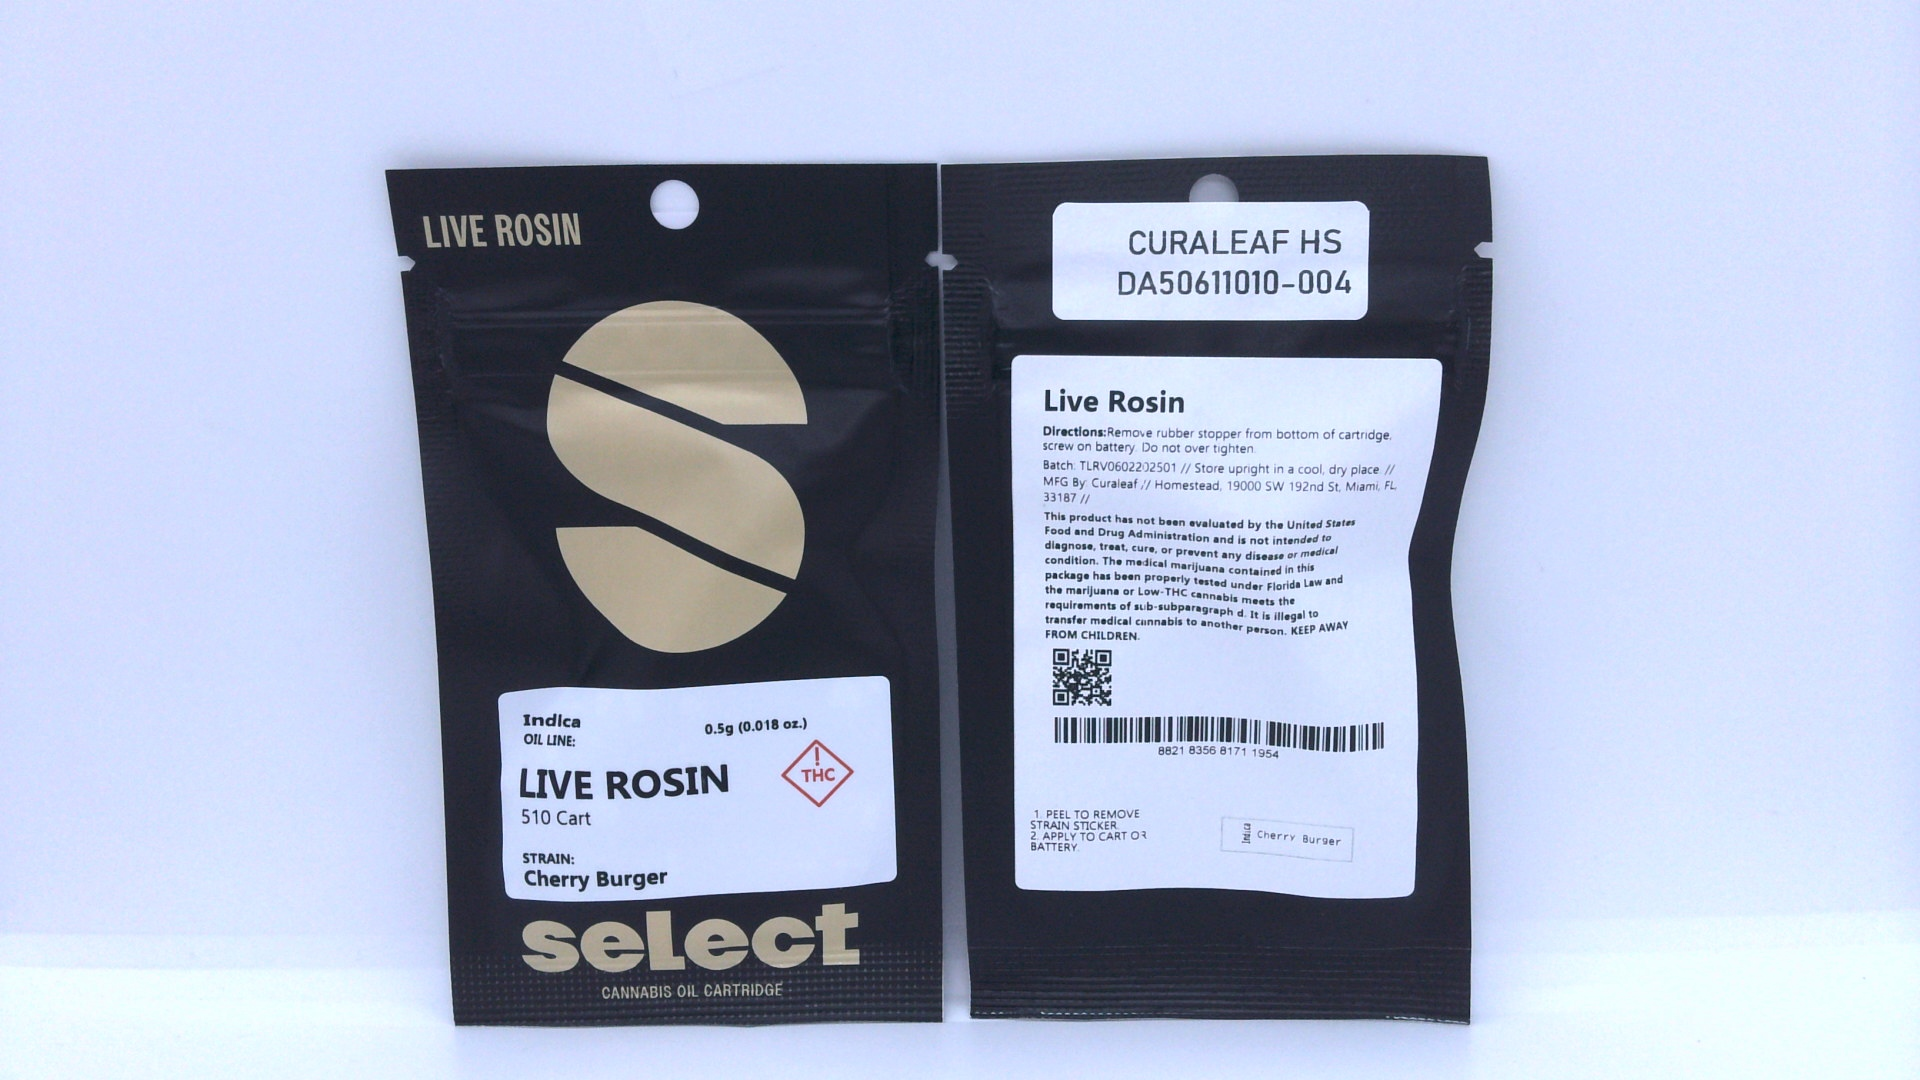 LIVE ROSIN
Indica
0.5g (0.018 oz.)
OIL LINE:
THC
LIVE ROSIN
510 Cart
STRAIN:
Cherry Burger
select
CANNABIS OIL CARTRIDGE
CURALEAF HS
DA50611010-004
Live Rosin
Directions:Remove rubber stopper from bottom of cartridge,
screw on battery. Do not over tighten.
Batch: TLRV0602202501 // Store upright in a cool, dry place //
MFG By: Curaleaf // Homestead, 19000 SW 192nd St, Miami, FL,
33187 //
This product has not been evaluated by the United States
Food and Drug Administration and is not intended to
diagnose, treat, cure, or prevent any disease or medical
condition. The medical marijuana contained in this
package has been properly tested under Florida Law and
the marijuana or Low-THC cannabis meets the
requirements of sub-subparagraph d. It is illegal to
transfer medical cannabis to another person. KEEP AWAY
FROM CHILDREN.
8821 8356 8171 1954
1. PEEL TO REMOVE
STRAIN STICKER.
2. APPLY TO CART OR
BATTERY.
Indica
Cherry Burger